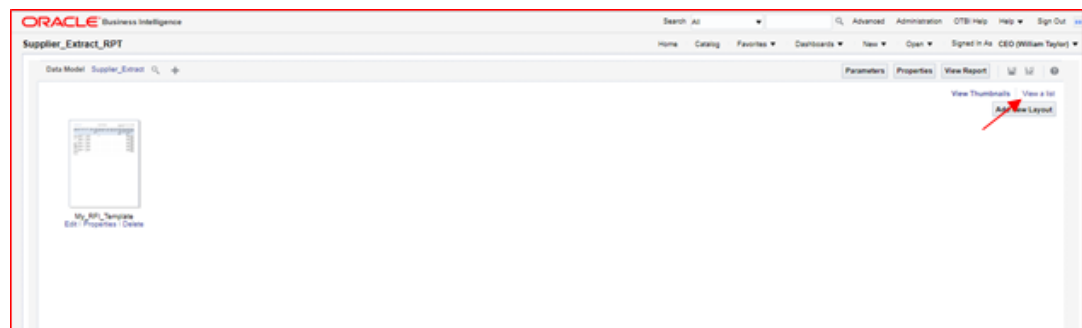 ORACLE Business Intelligence Search All Advanced Administration OTBI Help Help Sign Out
Supplier_Extract_RPT Home Catalog Favorites Dashboards New Open Signed In As CEO (William Taylor)
Data Model Supplier_Extract Parameters Properties View Report
View Thumbnails View a list
Add New Layout
My_RFI_Template
Edit | Properties | Delete